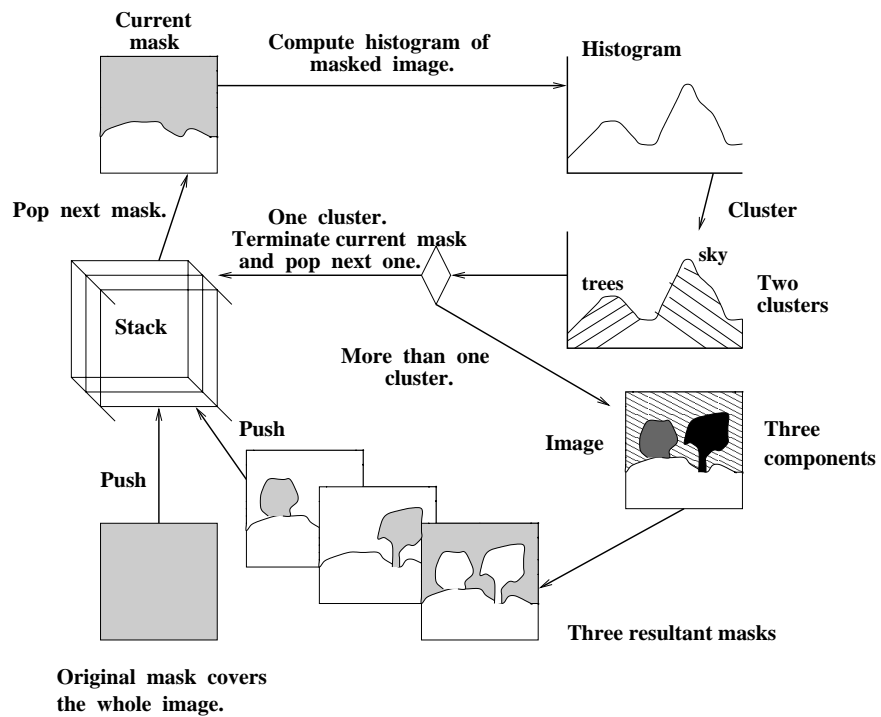 Current
mask
Compute histogram of
masked image.
Histogram
Pop next mask.
One cluster.
Terminate current mask
and pop next one.
Cluster
sky
trees
Two
clusters
Stack
More than one
cluster.
Push
Image
Three
components
Push
Three resultant masks
Original mask covers
the whole image.